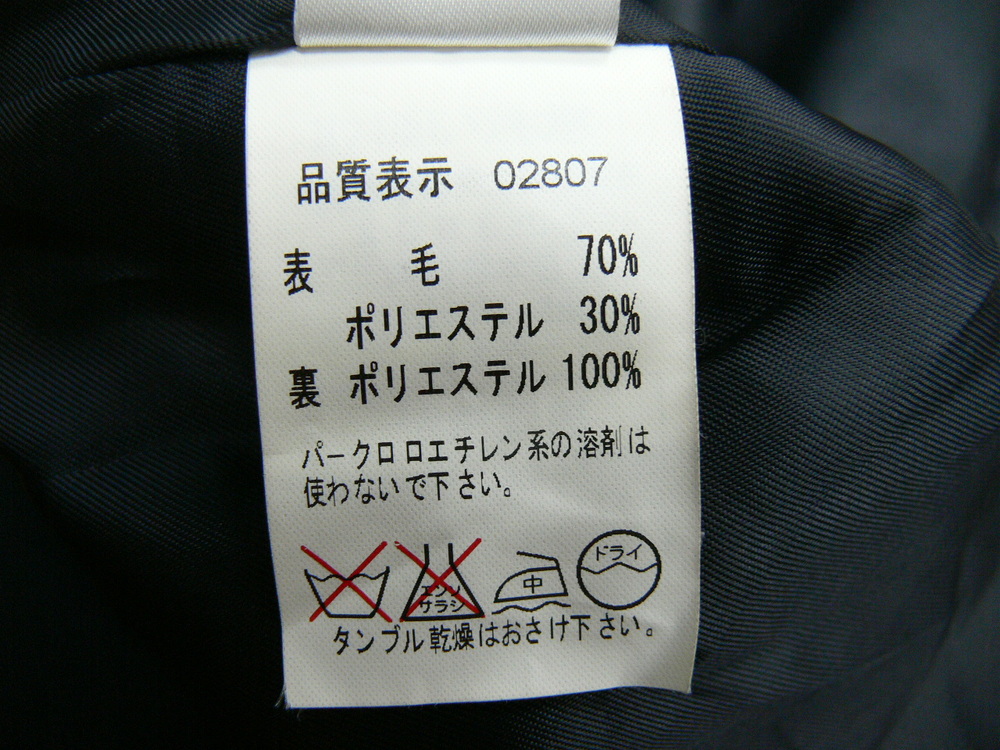 品質表示 02807
表 毛 70%
ポリエステル 30%
裏 ポリエステル 100%
パークロロエチレン系の溶剤は
使わないで下さい。
エンソ
サラシ
中
ドライ
タンブル乾燥はおさけ下さい。